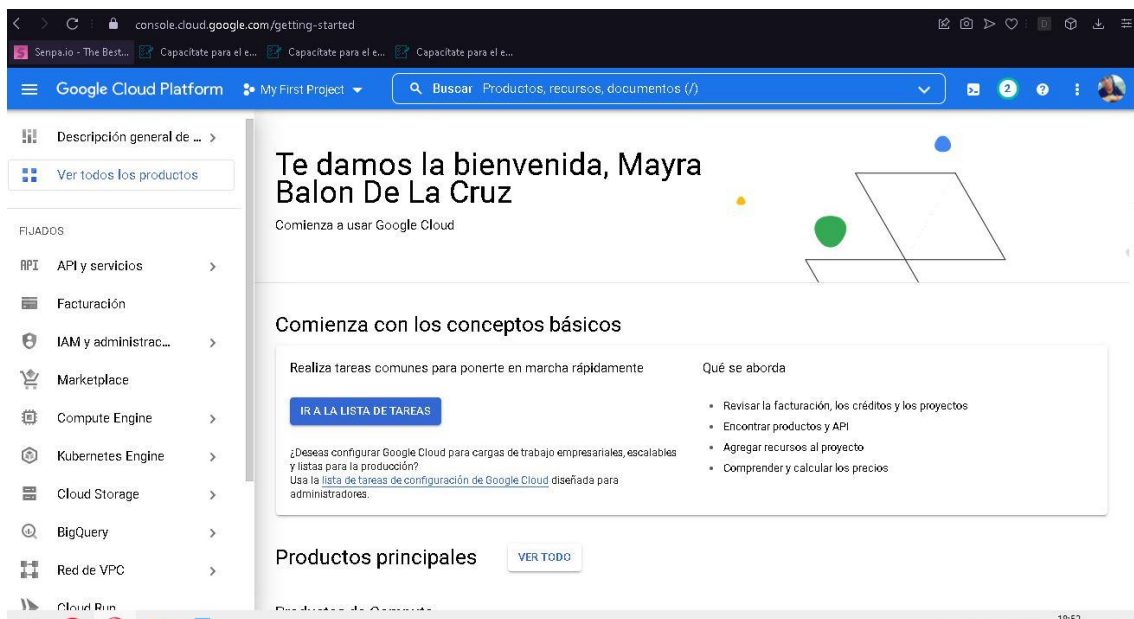 console.cloud.google.com/getting-started
Senpa.io - The Best... Capacítate para el e... Capacítate para el e... Capacítate para el e...
Google Cloud Platform My First Project Buscar Productos, recursos, documentos (/) 2
Descripción general de ...
Ver todos los productos
FIJADOS
API API y servicios
Facturación
IAM y administrac...
Marketplace
Compute Engine
Kubernetes Engine
Cloud Storage
BigQuery
Red de VPC
Cloud Run
Te damos la bienvenida, Mayra
Balon De La Cruz
Comienza a usar Google Cloud
Comienza con los conceptos básicos
Realiza tareas comunes para ponerte en marcha rápidamente
IR A LA LISTA DE TAREAS
¿Deseas configurar Google Cloud para cargas de trabajo empresariales, escalables
y listas para la producción?
Usa la lista de tareas de configuración de Google Cloud diseñada para
administradores.
Qué se aborda
Revisar la facturación, los créditos y los proyectos
Encontrar productos y API
Agregar recursos al proyecto
Comprender y calcular los precios
Productos principales VER TODO
Productos de Compute